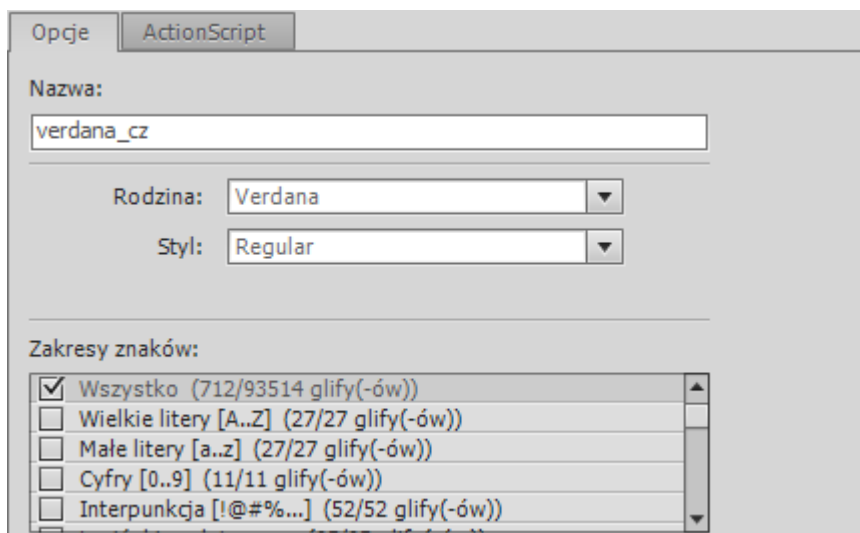 Opcje ActionScript
Nazwa:
verdana_cz
Rodzina: Verdana
Styl: Regular
Zakresy znaków:
Wszystko (712/93514 glify(-ów))
Wielkie litery [A..Z] (27/27 glify(-ów))
Małe litery [a..z] (27/27 glify(-ów))
Cyfry [0..9] (11/11 glify(-ów))
Interpunkcja [!@#%...] (52/52 glify(-ów))